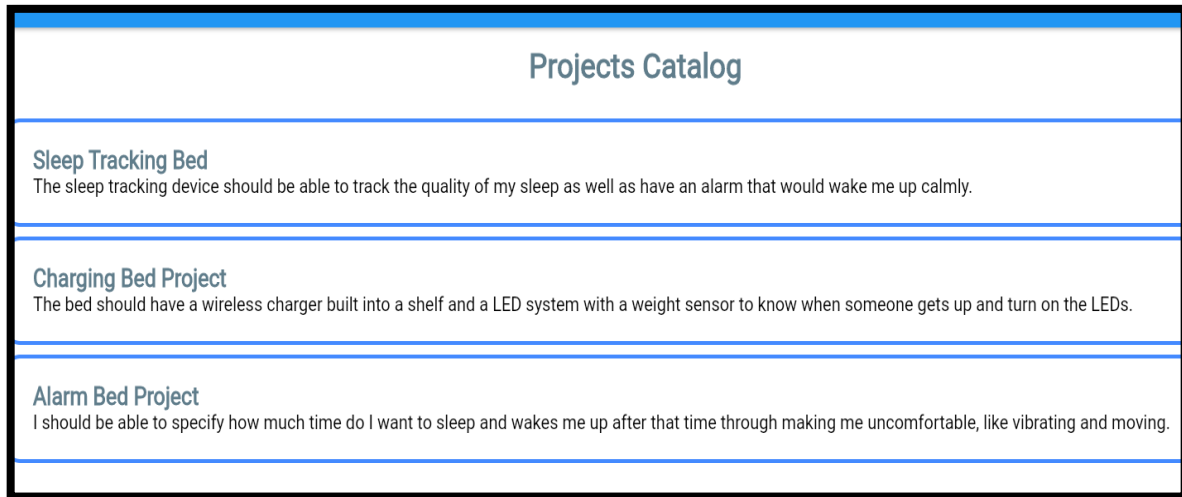 Projects Catalog
Sleep Tracking Bed
The sleep tracking device should be able to track the quality of my sleep as well as have an alarm that would wake me up calmly.
Charging Bed Project
The bed should have a wireless charger built into a shelf and a LED system with a weight sensor to know when someone gets up and turn on the LEDs.
Alarm Bed Project
I should be able to specify how much time do I want to sleep and wakes me up after that time through making me uncomfortable, like vibrating and moving.